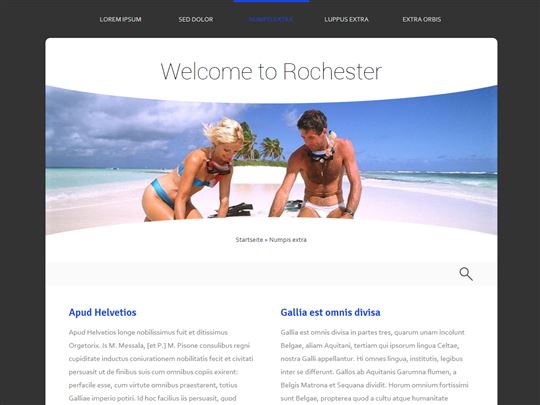 LOREM IPSUM SED DOLOR NUMPIS EXTRA LUPPUS EXTRA EXTRA ORBIS
Welcome to Rochester
Startseite » Numpis extra
Apud Helvetios
Apud Helvetios longe nobilissimus fuit et ditissimus
Orgetorix. Is M. Messala, [et P.] M. Pisone consulibus regni
cupiditate inductus coniurationem nobilitatis fecit et civitati
persuasit ut de finibus suis cum omnibus copiis exirent:
perfacile esse, cum virtute omnibus praestarent, totius
Galliae imperio potiri. Id hoc facilius iis persuasit, quod
Gallia est omnis divisa
Gallia est omnis divisa in partes tres, quarum unam incolunt
Belgae, aliam Aquitani, tertiam qui ipsorum lingua Celtae,
nostra Galli appellantur. Hi omnes lingua, institutis, legibus
inter se differunt. Gallos ab Aquitanis Garumna flumen, a
Belgis Matrona et Sequana dividit. Horum omnium fortissimi
sunt Belgae, propterea quod a cultu atque humanitate